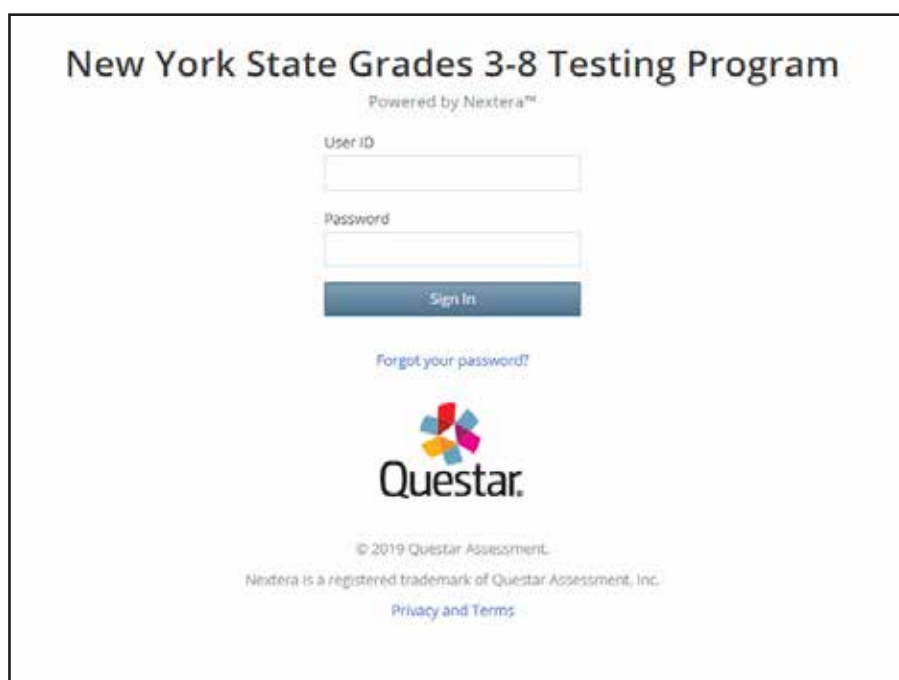 New York State Grades 3-8 Testing Program
Powered by Nextera™
User ID
Password
Sign In
Forgot your password?
Questar®
© 2019 Questar Assessment.
Nextera is a registered trademark of Questar Assessment, Inc.
Privacy and Terms